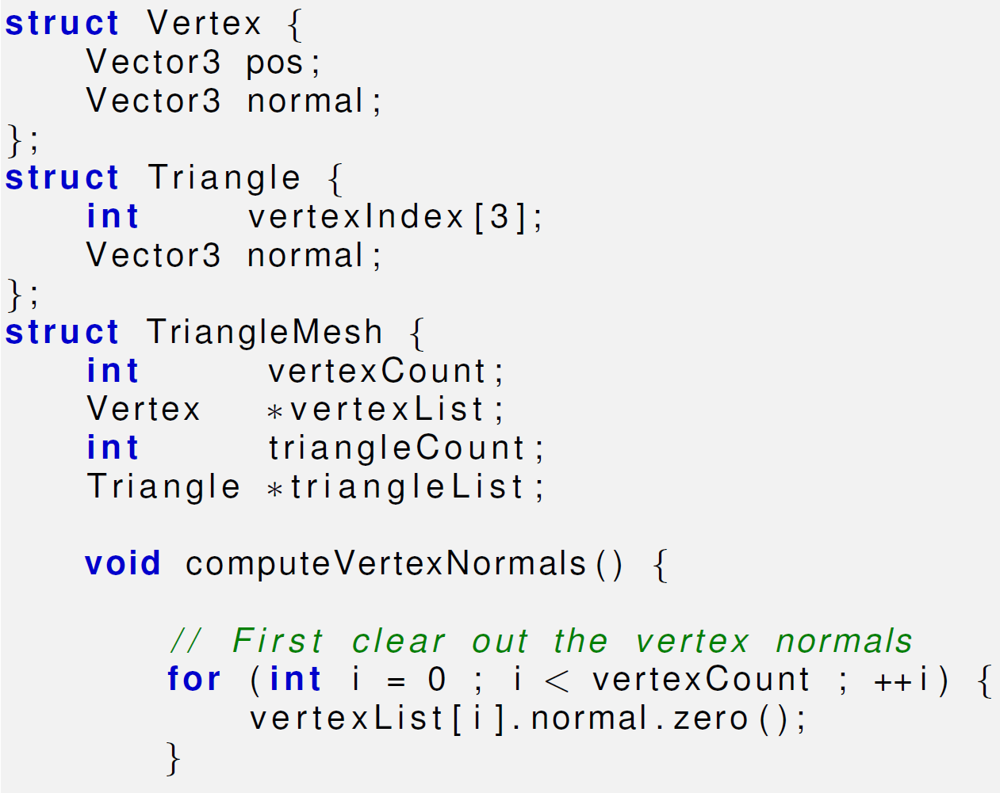 struct Vertex {
    Vector3 pos;
    Vector3 normal;
};
struct Triangle {
    int     vertexIndex[3];
    Vector3 normal;
};
struct TriangleMesh {
    int      vertexCount;
    Vertex   *vertexList;
    int      triangleCount;
    Triangle *triangleList;

    void computeVertexNormals() {

        // First clear out the vertex normals
        for (int i = 0 ; i < vertexCount ; ++i) {
            vertexList[i].normal.zero();
        }